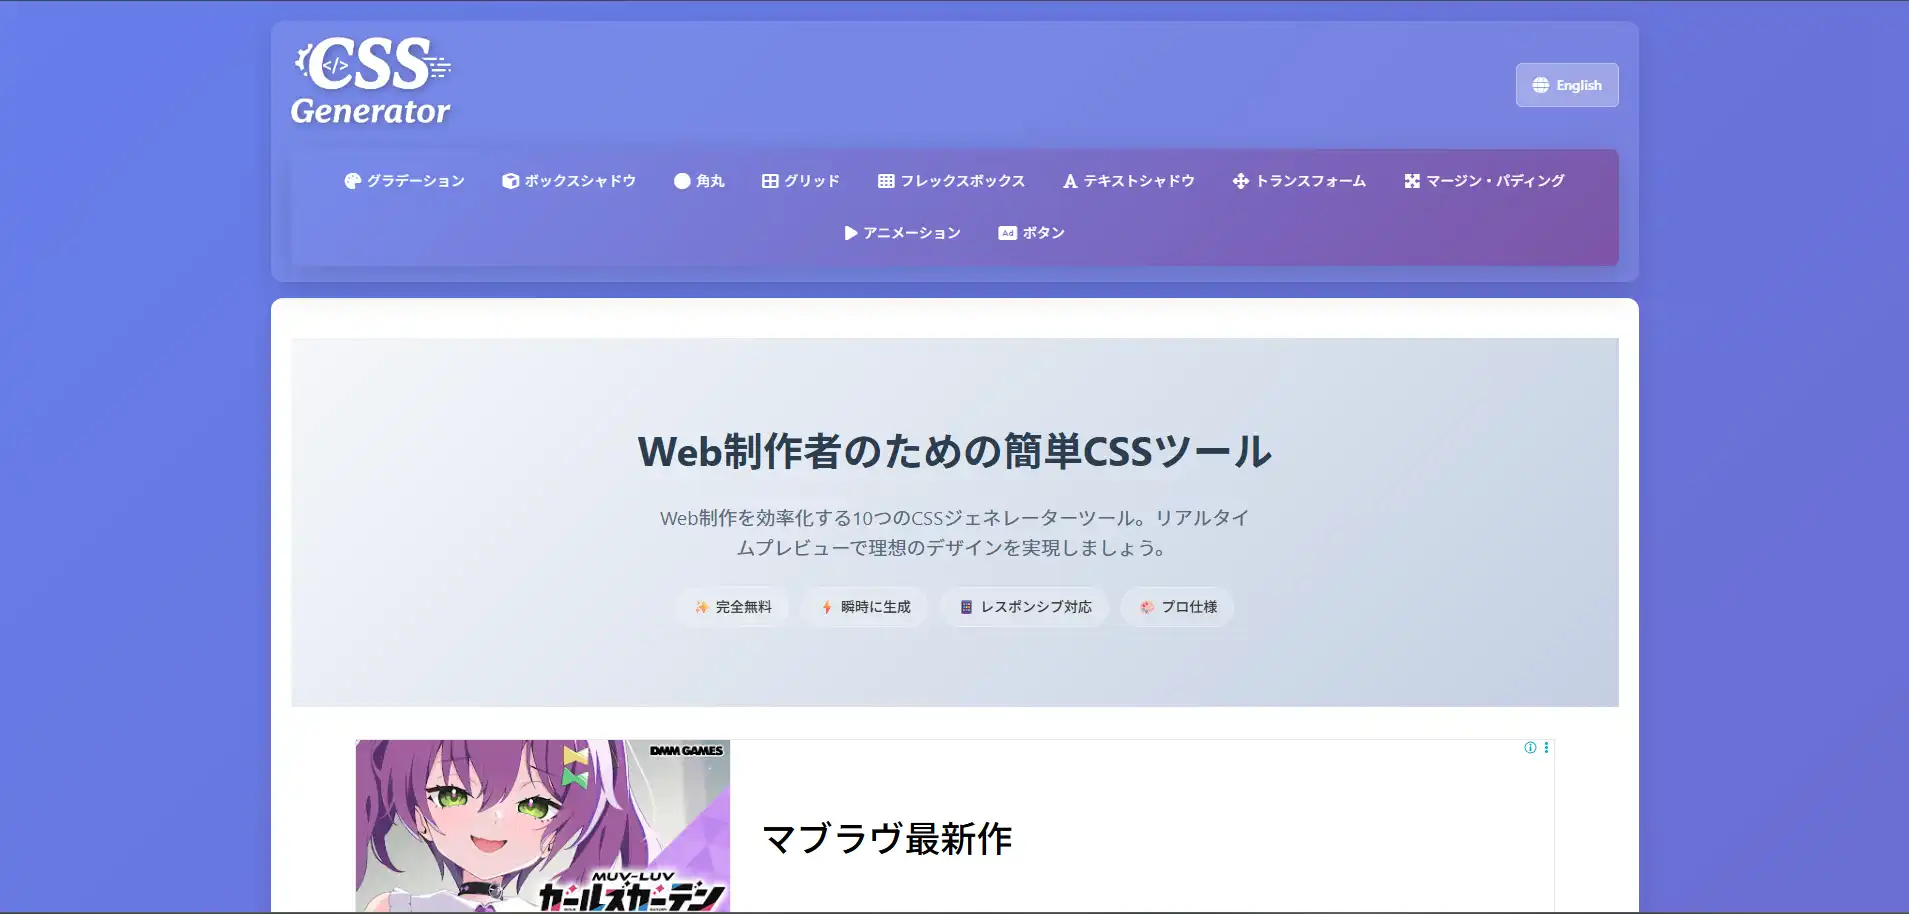 </>
CSS
Generator
English
グラデーション
ボックスシャドウ
角丸
グリッド
フレックスボックス
テキストシャドウ
トランスフォーム
マージン・パディング
アニメーション
Ad ボタン
Web制作者のための簡単CSSツール
Web制作を効率化する10つのCSSジェネレーターツール。リアルタイ
ムプレビューで理想のデザインを実現しましょう。
完全無料
瞬時に生成
レスポンシブ対応
プロ仕様
DMM GAMES
マブラヴ最新作
MUV-LUV
ガールズガーデン